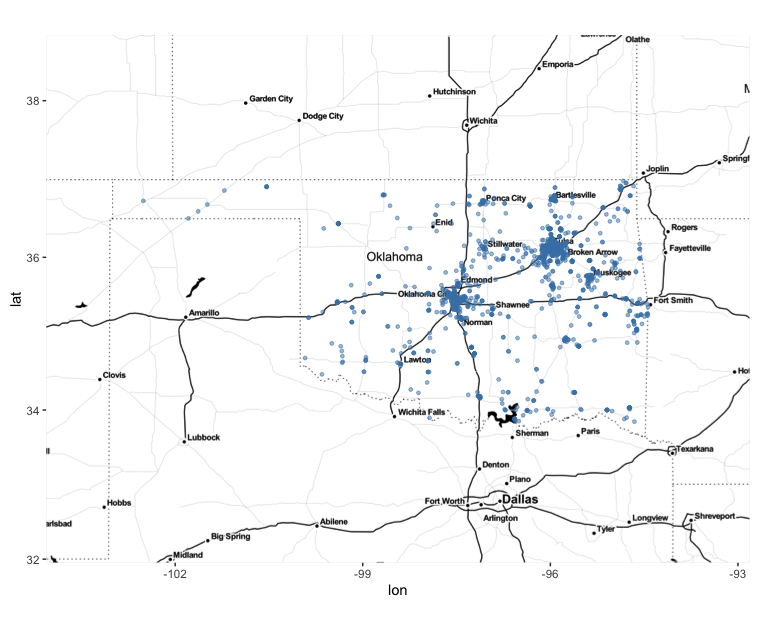 Lawrence
Olathe
Emporia
M
38
Garden City
Hutchinson
Dodge City
Wichita
Springf
Joplin
Ponca City
Bartlesville
Enid
Rogers
Stillwater
Fayetteville
Broken Arrow
36
Oklahoma
Muskogee
Edmond
Oklahoma C
Shawnee
Fort Smith
Amarillo
Norman
lat
Lawton
Clovis
Hot
34
Wichita Falls
Lubbock
Sherman
Paris
Texarkana
ll
Denton
Plano
Hobbs
Fort Worth
Dallas
arlsbad
Abilene
Arlington
Longview
Shreveport
Tyler
Big Spring
Midland
32
-102
-99
-96
-93
lon